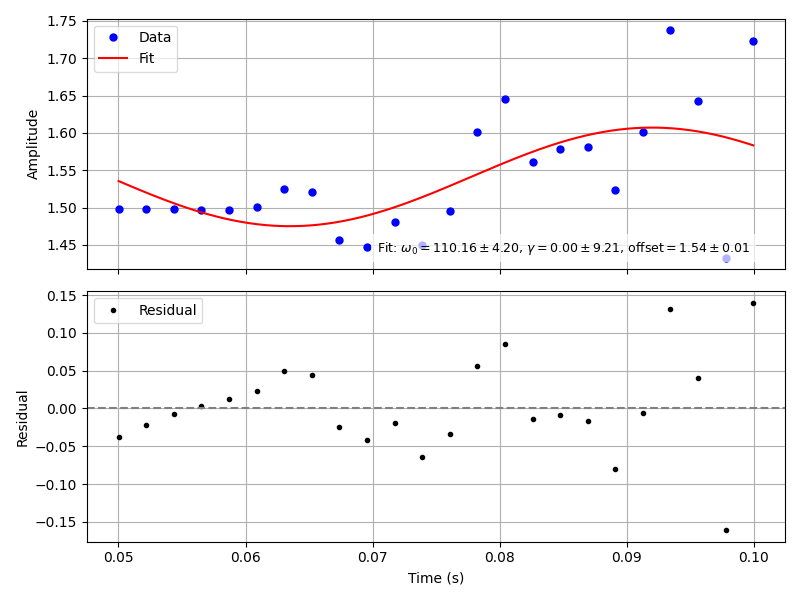 1.75
1.70
1.65
1.60
1.55
1.50
1.45
Amplitude
Data
Fit
Fit: ω₀ = 110.16 ± 4.20, γ = 0.00 ± 9.21, offset = 1.54 ± 0.01
0.15
0.10
0.05
0.00
−0.05
−0.10
−0.15
Residual
Residual
0.05 0.06 0.07 0.08 0.09 0.10
Time (s)